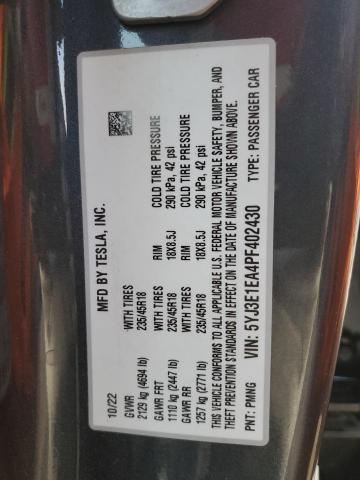 MFD BY TESLA, INC.
10/22
GVWR
2129 kg (4694 lb)
GAWR FRT WITH TIRES RIM COLD TIRE PRESSURE
1110 kg (2447 lb) 235/45R18 18X8.5J 290 kPa, 42 psi
GAWR RR WITH TIRES RIM COLD TIRE PRESSURE
1257 kg (2771 lb) 235/45R18 18X8.5J 290 kPa, 42 psi
THIS VEHICLE CONFORMS TO ALL APPLICABLE U.S. FEDERAL MOTOR VEHICLE SAFETY, BUMPER, AND
THEFT PREVENTION STANDARDS IN EFFECT ON THE DATE OF MANUFACTURE SHOWN ABOVE.
VIN: 5YJ3E1EA4PF402430
PNT: PMNG TYPE: PASSENGER CAR